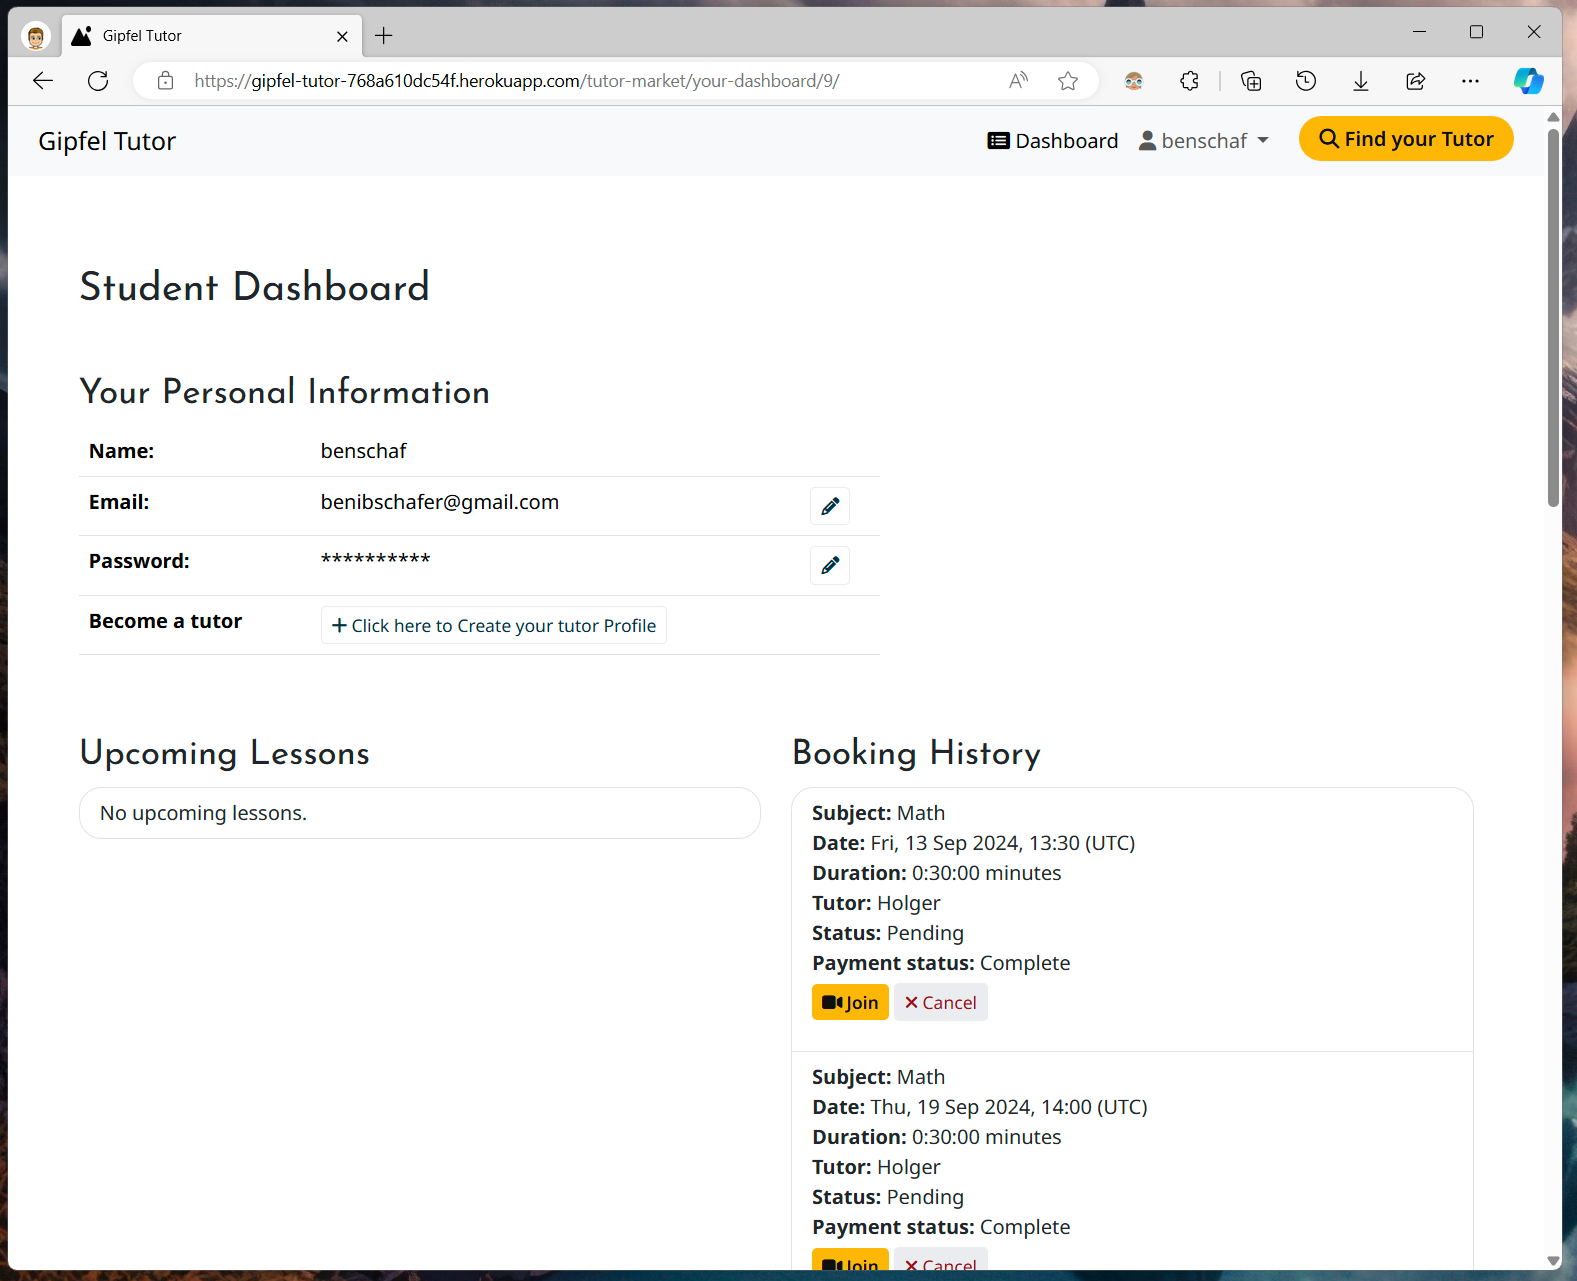 Gipfel Tutor
https://gipfel-tutor-768a610dc54f.herokuapp.com/tutor-market/your-dashboard/9/
Gipfel Tutor
Dashboard
benschaf
Find your Tutor
Student Dashboard
Your Personal Information
Name: benschaf
Email: benibschafer@gmail.com
Password: **********
Become a tutor + Click here to Create your tutor Profile
Upcoming Lessons
No upcoming lessons.
Booking History
Subject: Math
Date: Fri, 13 Sep 2024, 13:30 (UTC)
Duration: 0:30:00 minutes
Tutor: Holger
Status: Pending
Payment status: Complete
Join Cancel
Subject: Math
Date: Thu, 19 Sep 2024, 14:00 (UTC)
Duration: 0:30:00 minutes
Tutor: Holger
Status: Pending
Payment status: Complete
Join Cancel